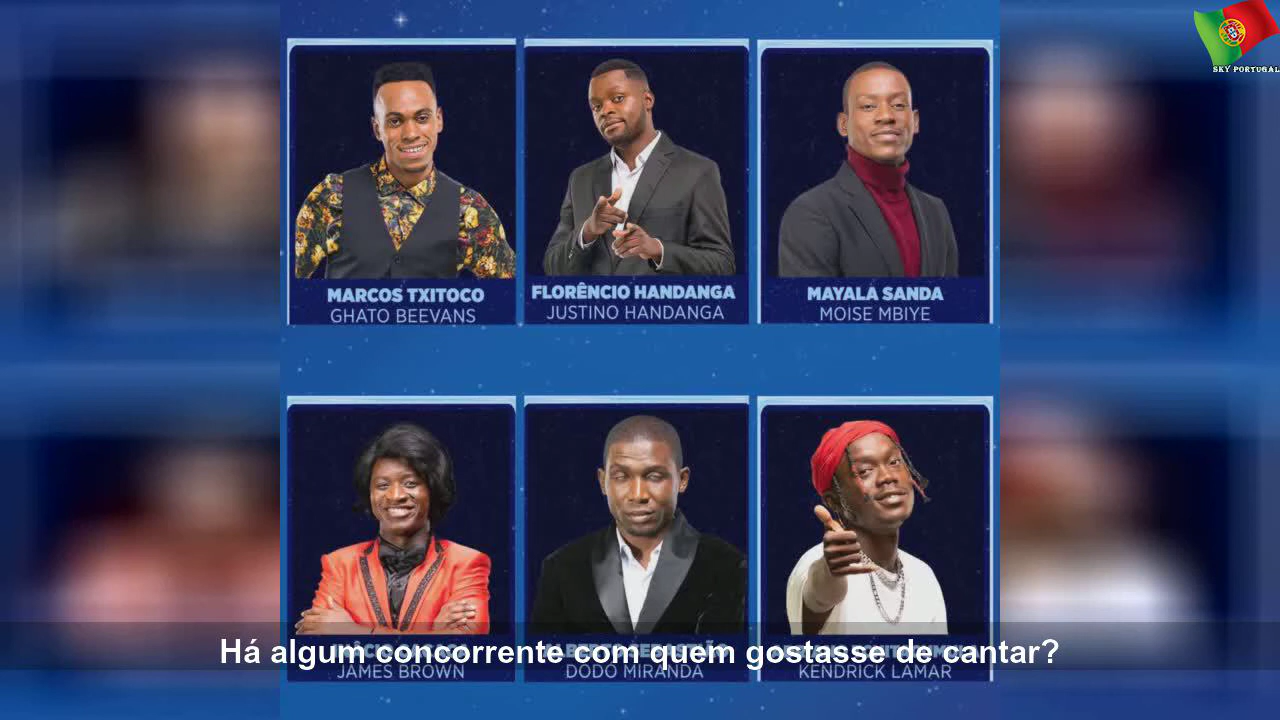 SKY PORTUGAL
MARCOS TXITOCO
GHATO BEEVANS
FLORÊNCIO HANDANGA
JUSTINO HANDANGA
MAYALA SANDA
MOISE MBIYE
Há algum concorrente com quem gostasse de cantar?
JAMES BROWN
DODO MIRANDA
KENDRICK LAMAR